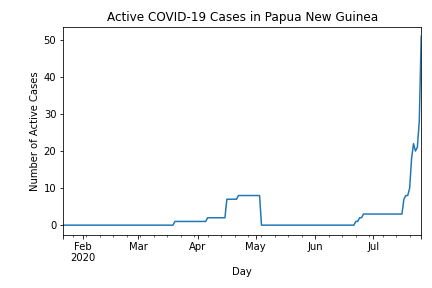 Active COVID-19 Cases in Papua New Guinea
Number of Active Cases
50
40
30
20
10
0
Feb Mar Apr May Jun Jul
2020
Day